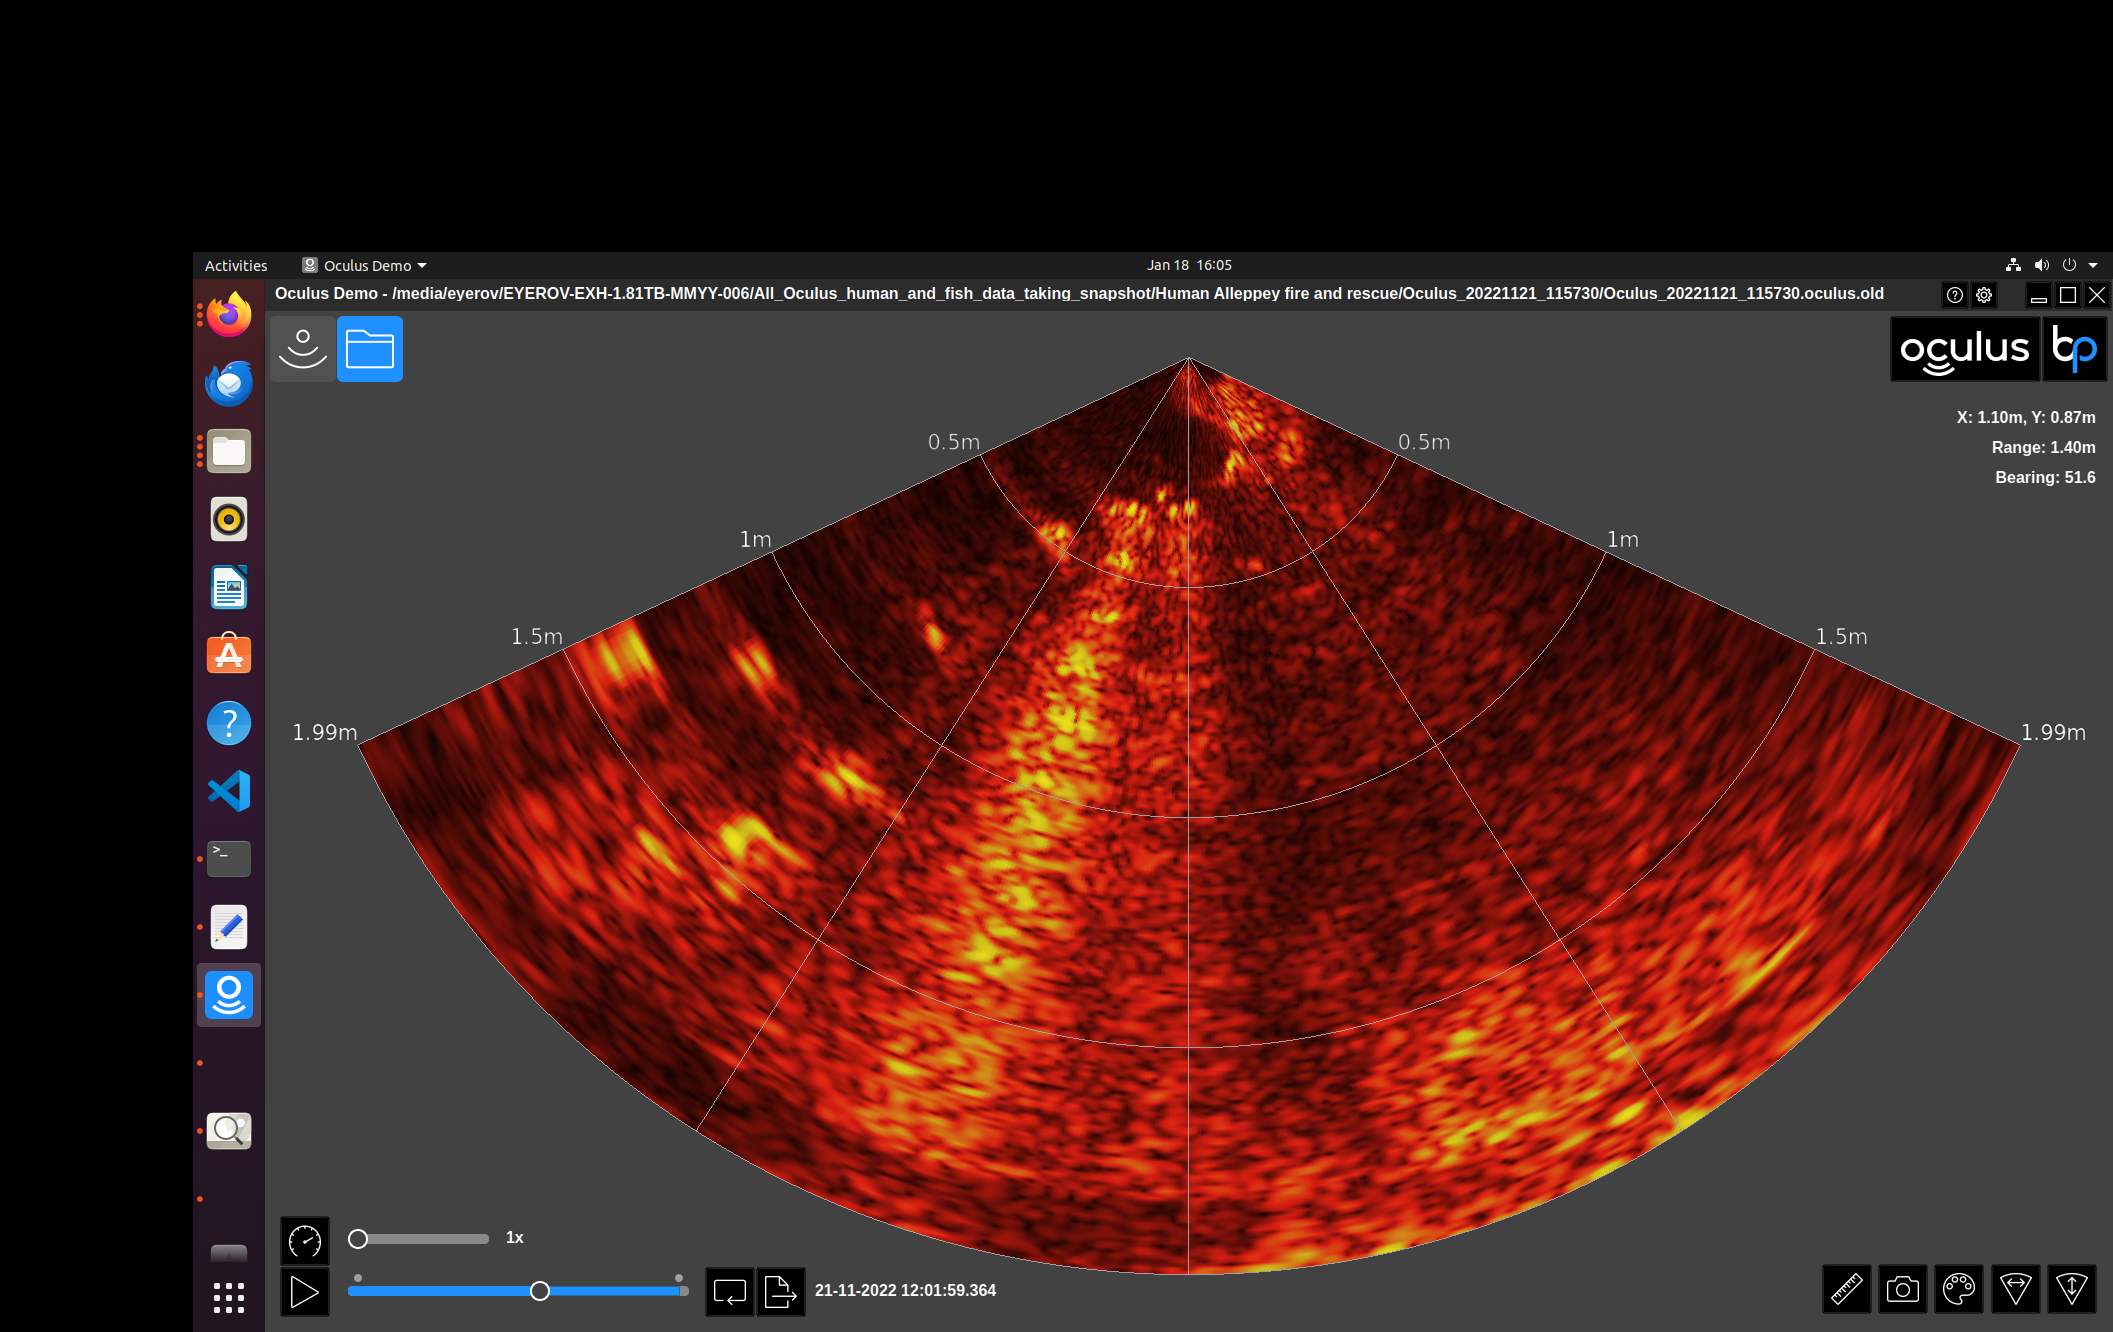 Activities
Oculus Demo
Jan 18 16:05
Oculus Demo - /media/eyerov/EYEROV-EXH-1.81TB-MMYY-006/All_Oculus_human_and_fish_data_taking_snapshot/Human Alleppey fire and rescue/Oculus_20221121_115730/Oculus_20221121_115730.oculus.old
oculus bp
X: 1.10m, Y: 0.87m
Range: 1.40m
Bearing: 51.6
0.5m 0.5m
1m 1m
1.5m 1.5m
1.99m 1.99m
1x
21-11-2022 12:01:59.364